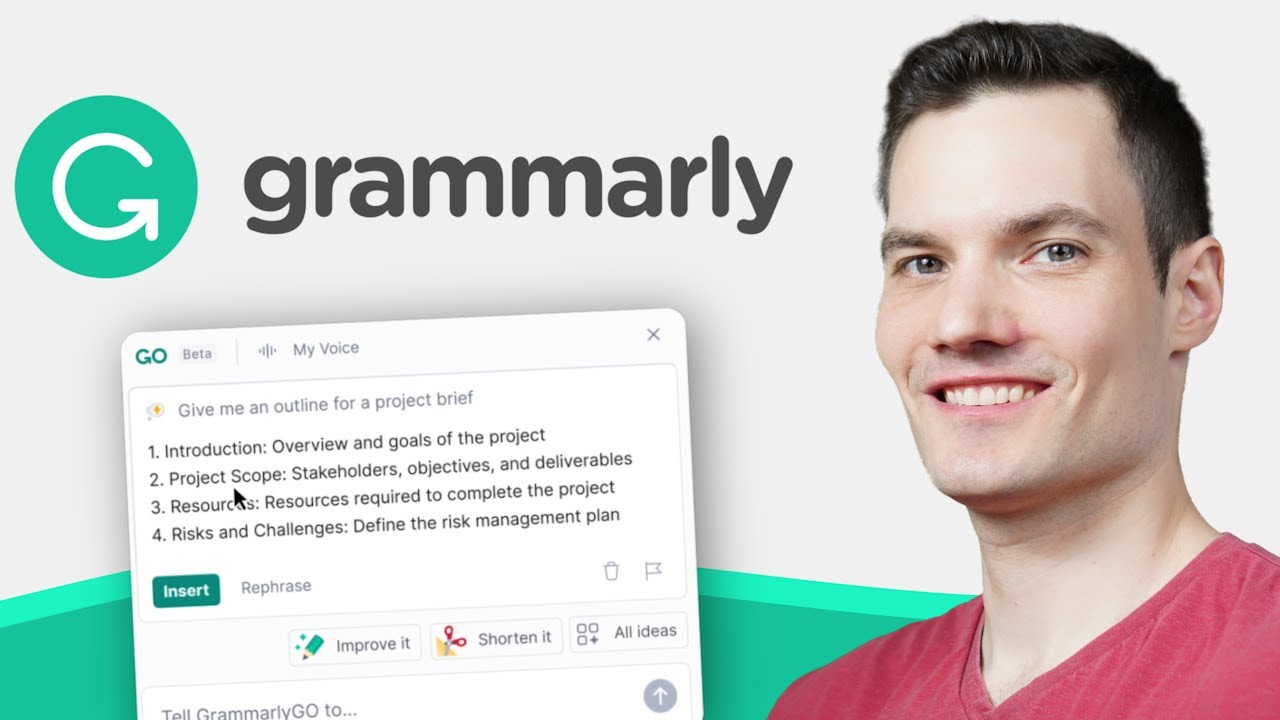 grammarly
GO Beta My Voice
Give me an outline for a project brief
1. Introduction: Overview and goals of the project
2. Project Scope: Stakeholders, objectives, and deliverables
3. Resources: Resources required to complete the project
4. Risks and Challenges: Define the risk management plan
Insert Rephrase
Improve it Shorten it All ideas
Tell GrammarlyGO to...